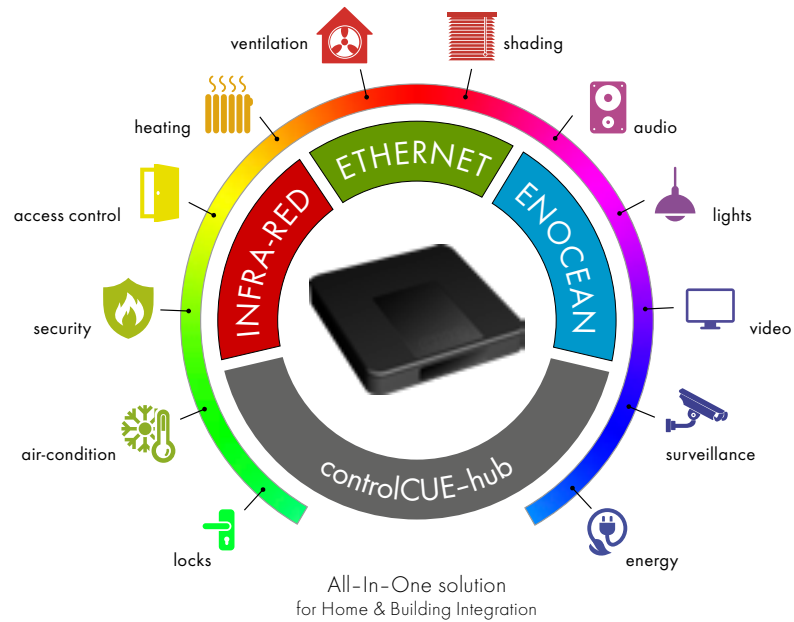 ventilation
shading
heating
audio
access control
lights
security
video
air-condition
surveillance
locks
energy
INFRA-RED
ETHERNET
ENOCEAN
controlCUE-hub
All-In-One solution
for Home & Building Integration